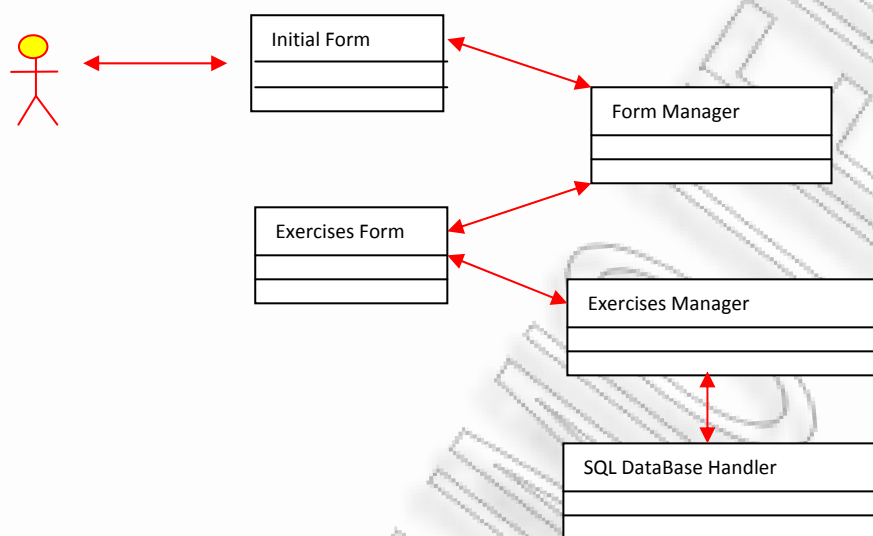 Initial Form
Form Manager
Exercises Form
Exercises Manager
SQL DataBase Handler